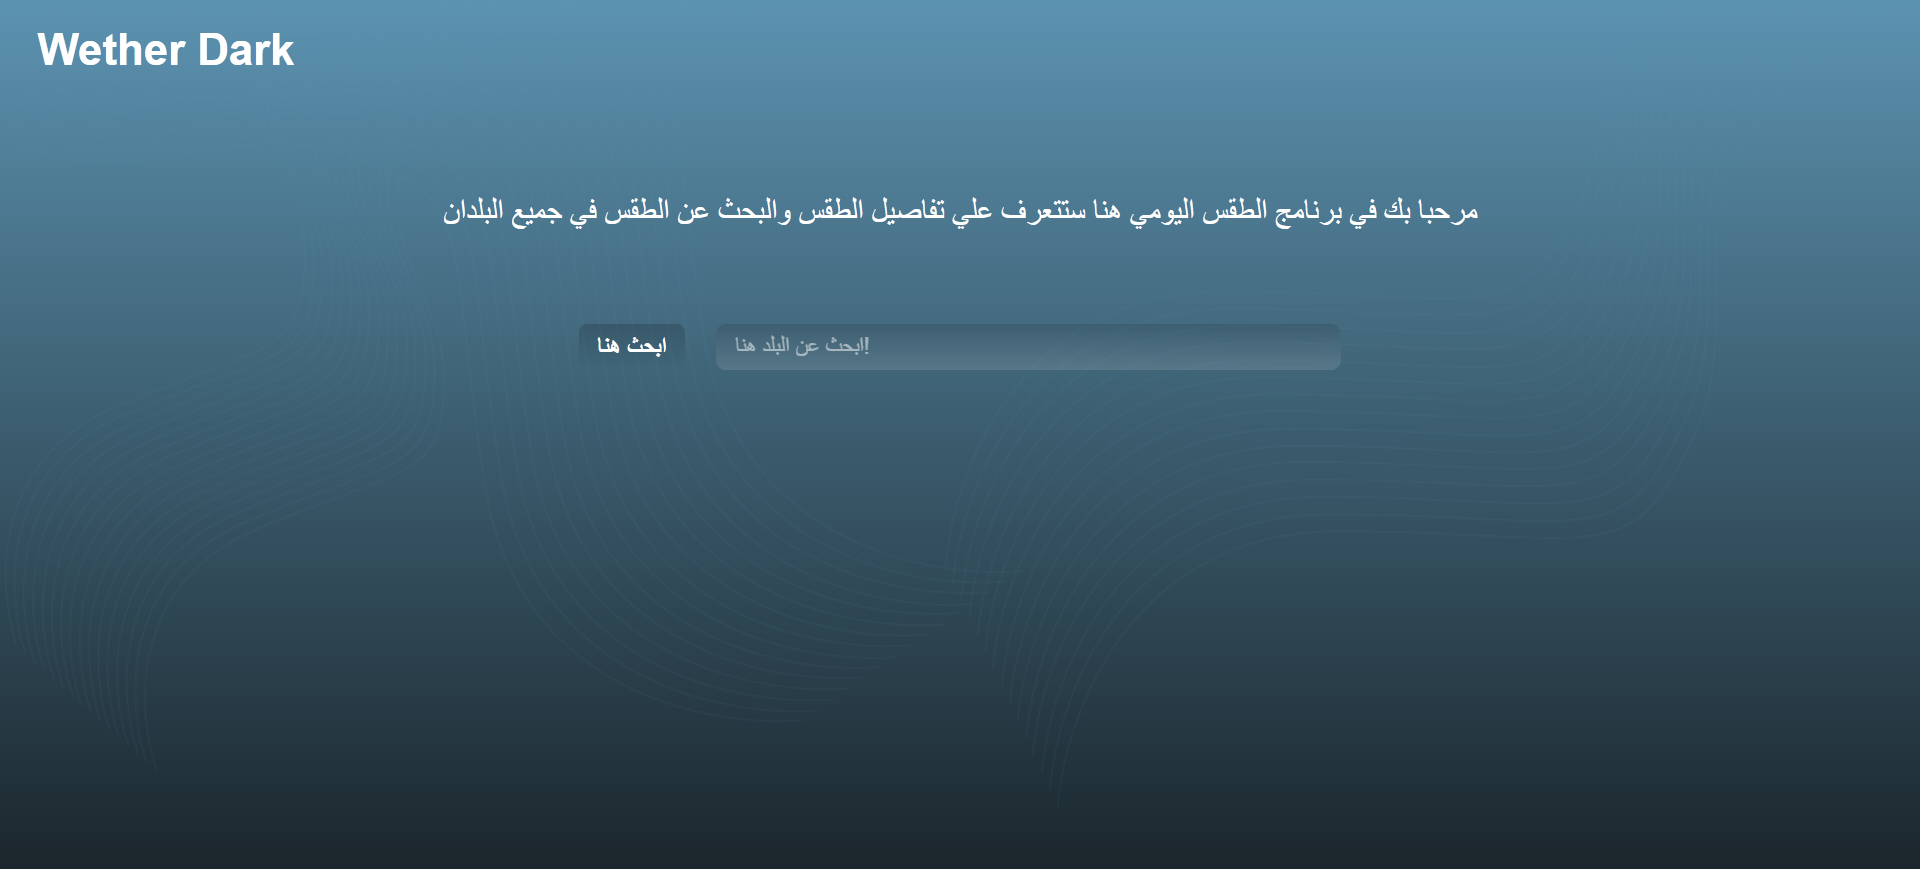 Wether Dark
مرحبا بك في برنامج الطقس اليومي هنا ستتعرف علي تفاصيل الطقس والبحث عن الطقس في جميع البلدان
ابحث هنا
ابحث عن البلد هنا!